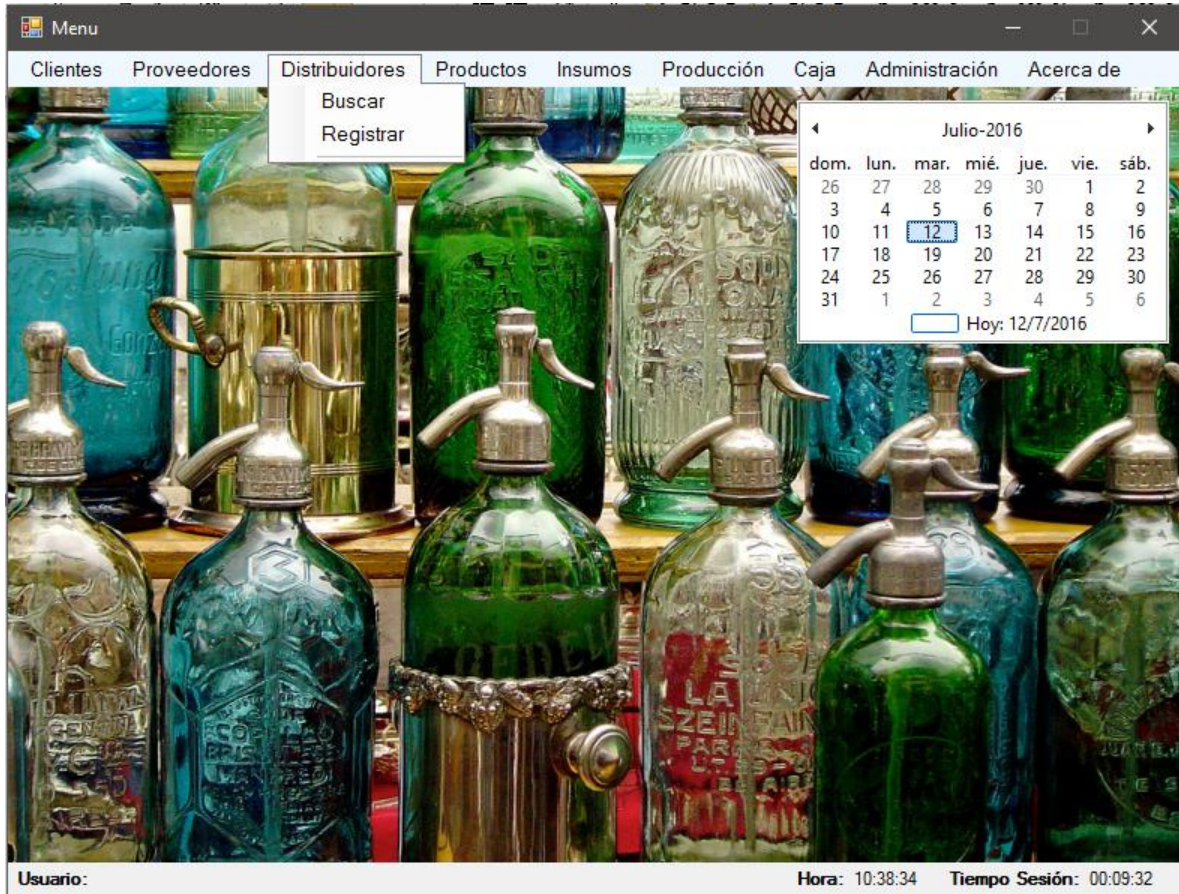 Menu
Clientes Proveedores Distribuidores Productos Insumos Producción Caja Administración Acerca de
Buscar
Registrar
Julio-2016
dom. lun. mar. mié. jue. vie. sáb.
26 27 28 29 30 1 2
3 4 5 6 7 8 9
10 11 12 13 14 15 16
17 18 19 20 21 22 23
24 25 26 27 28 29 30
31 1 2 3 4 5 6
Hoy: 12/7/2016
LA
Usuario: Hora: 10:38:34 Tiempo Sesión: 00:09:32